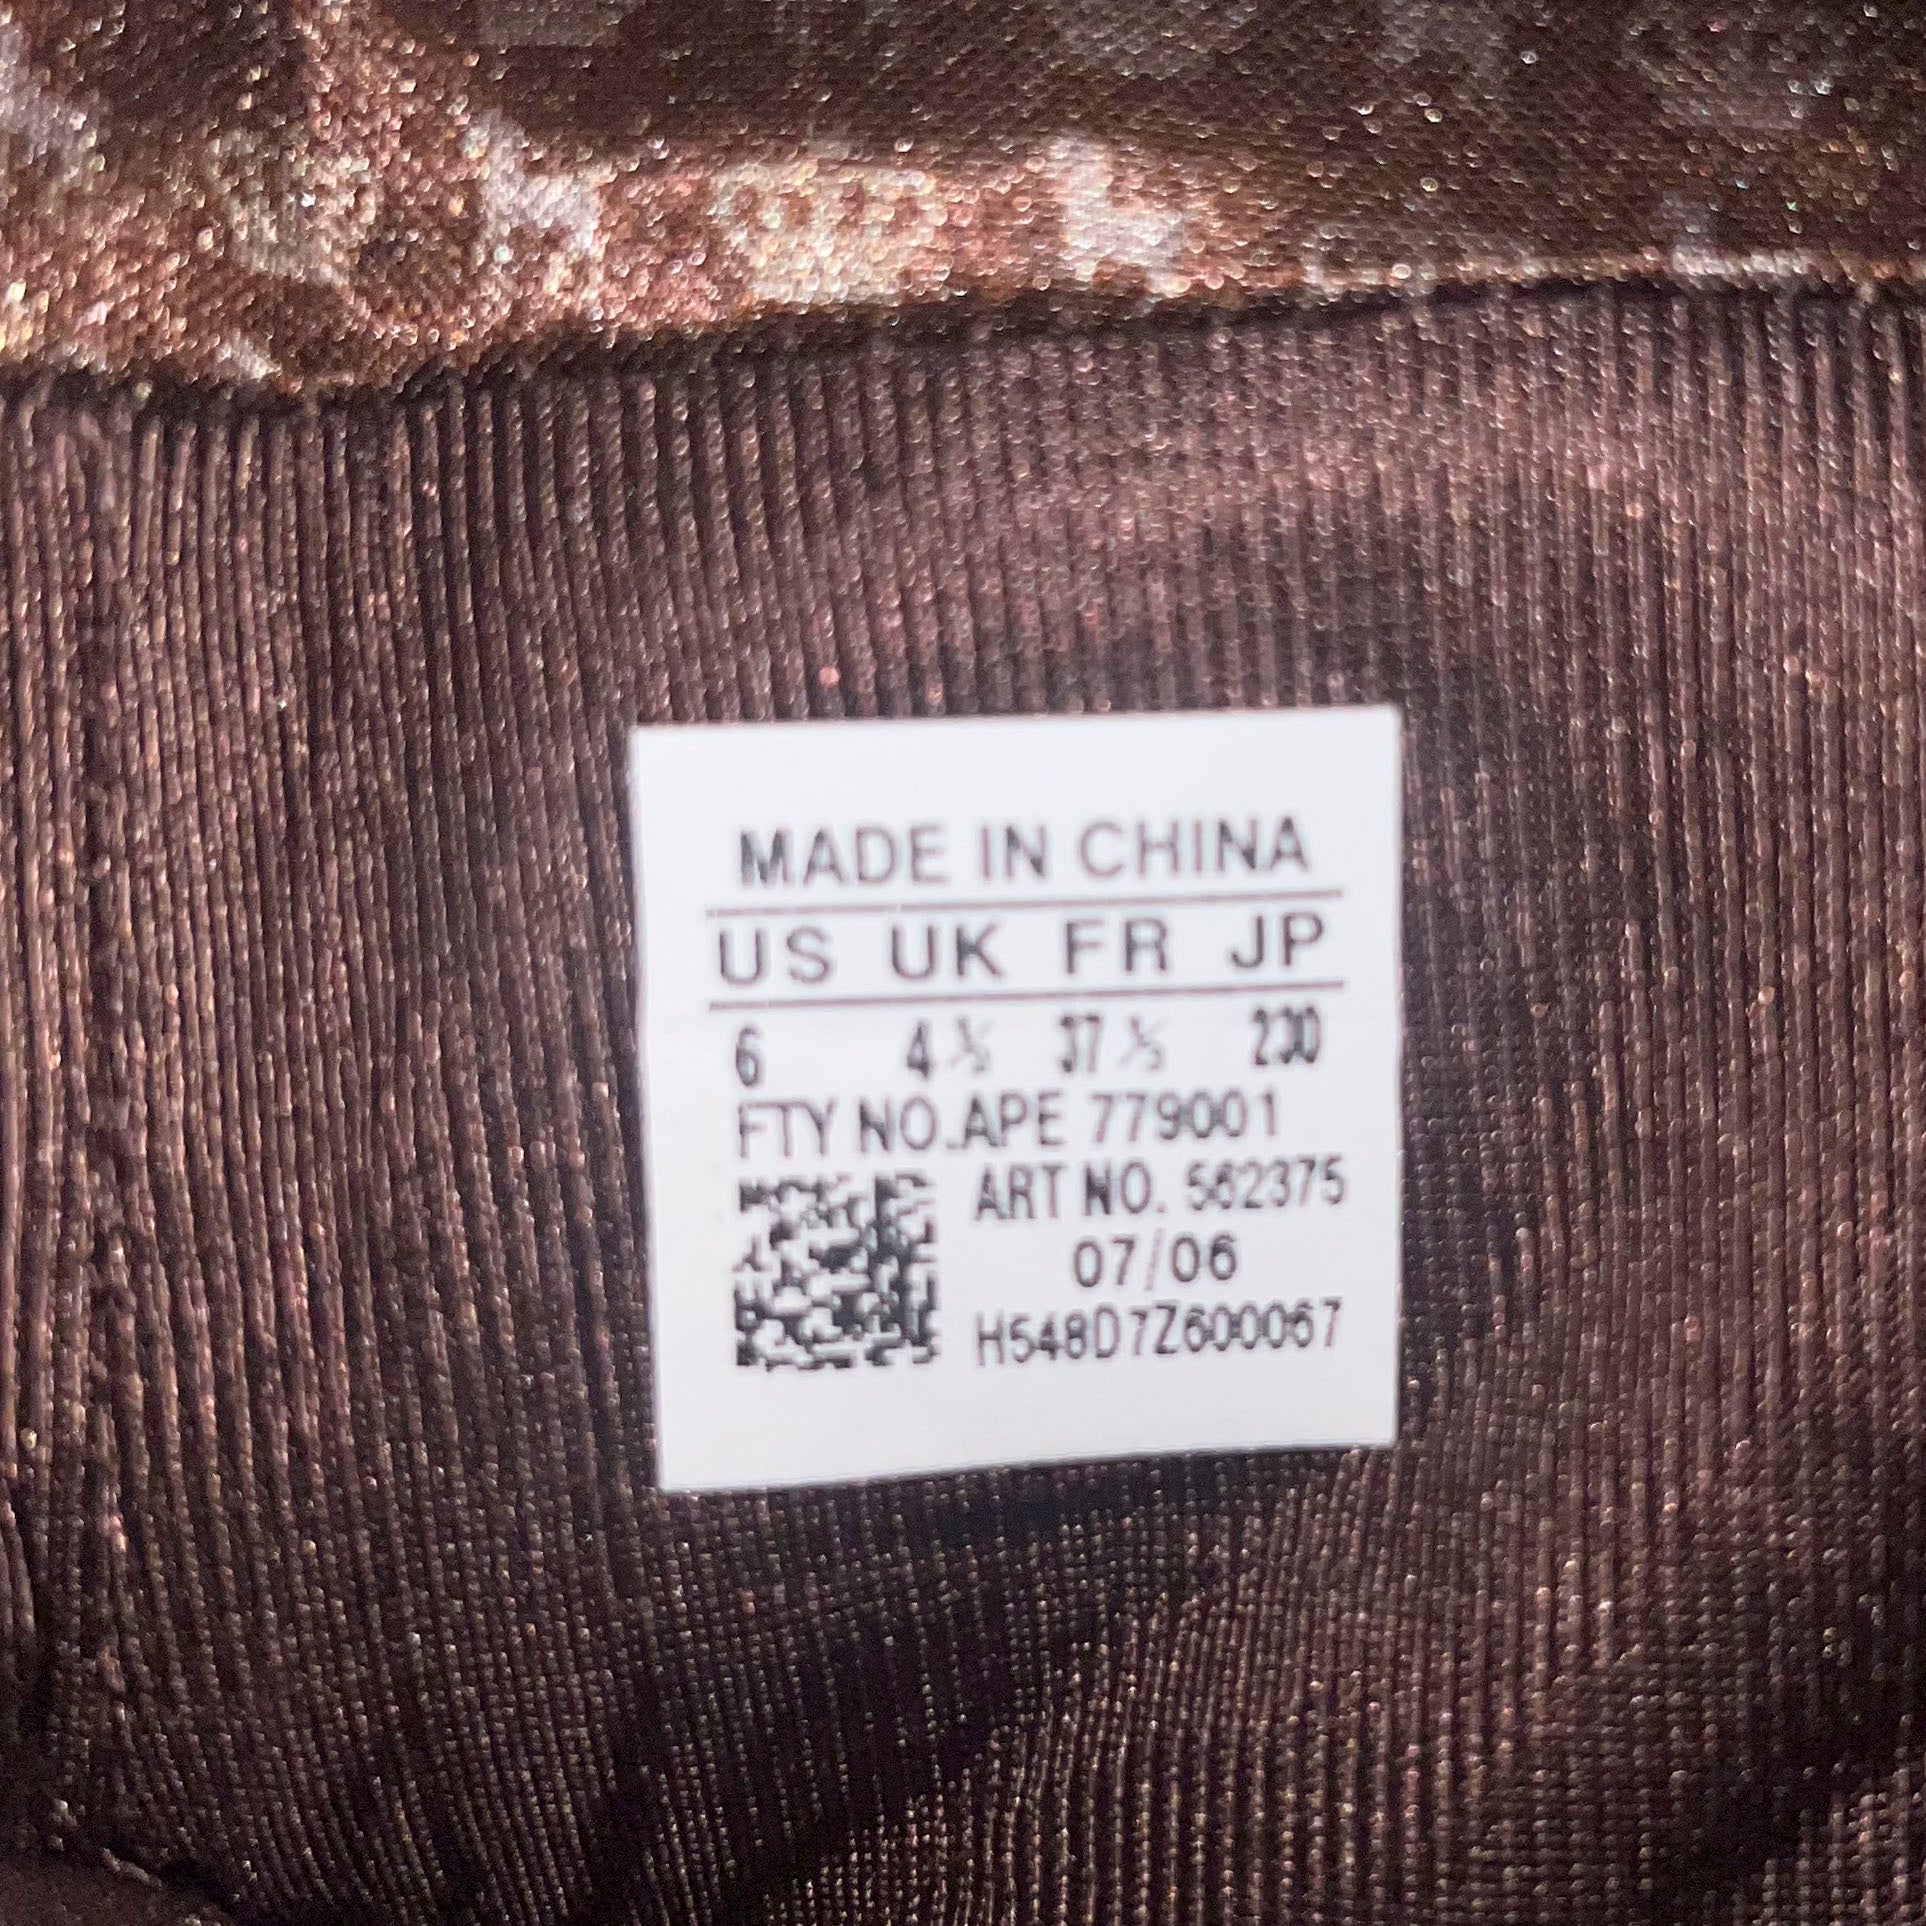 MADE IN CHINA
US UK FR JP
6 4 ½ 37 ⅓ 230
FTY NO.APE 779001
ART NO. 562375
07/06
H548D7Z600067